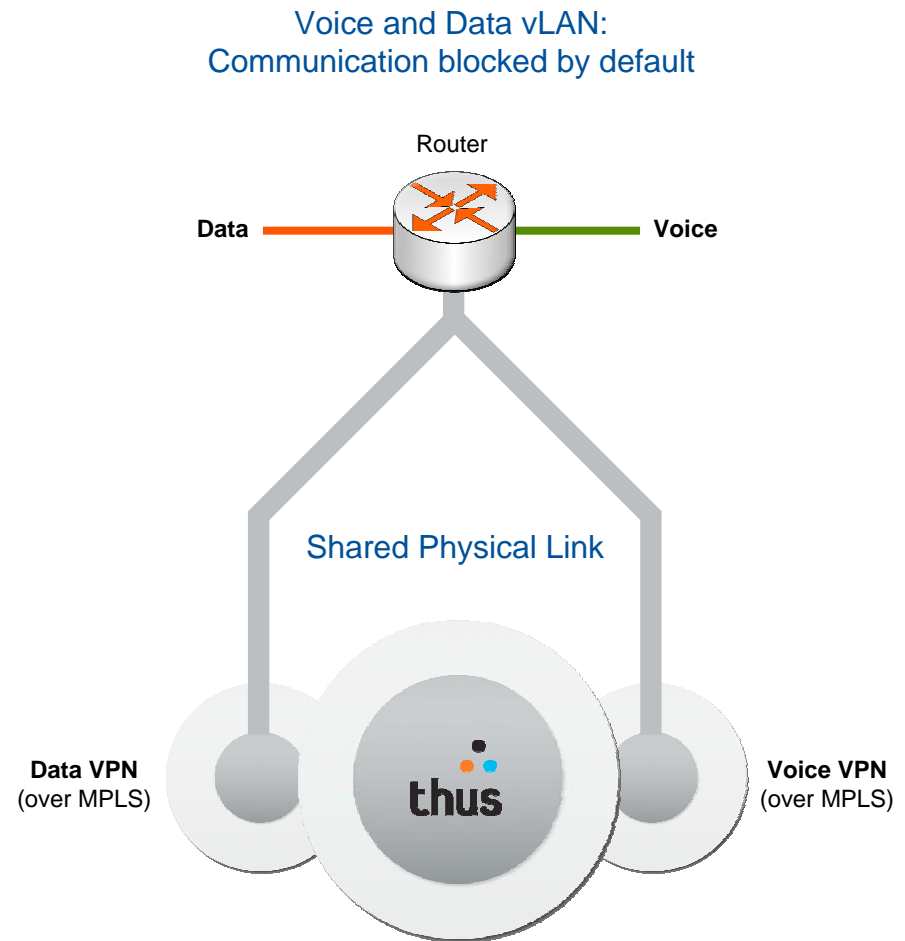 Voice and Data vLAN:
Communication blocked by default
Router
Data
Voice
Shared Physical Link
Data VPN
(over MPLS)
thus
Voice VPN
(over MPLS)